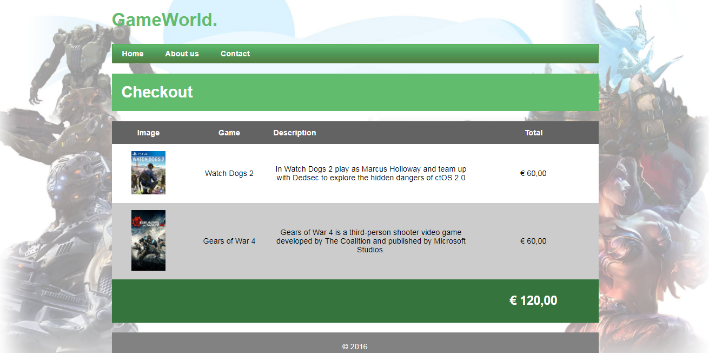 GameWorld.
Home About us Contact
Checkout
Image Game Description Total
WATCH DOGS 2
Watch Dogs 2
In Watch Dogs 2 play as Marcus Holloway and team up
with Dedsec to explore the hidden dangers of ctOS 2.0
€ 60,00
Gears of War 4
Gears of War 4 is a third-person shooter video game
developed by The Coalition and published by Microsoft
Studios
€ 60,00
€ 120,00
© 2016